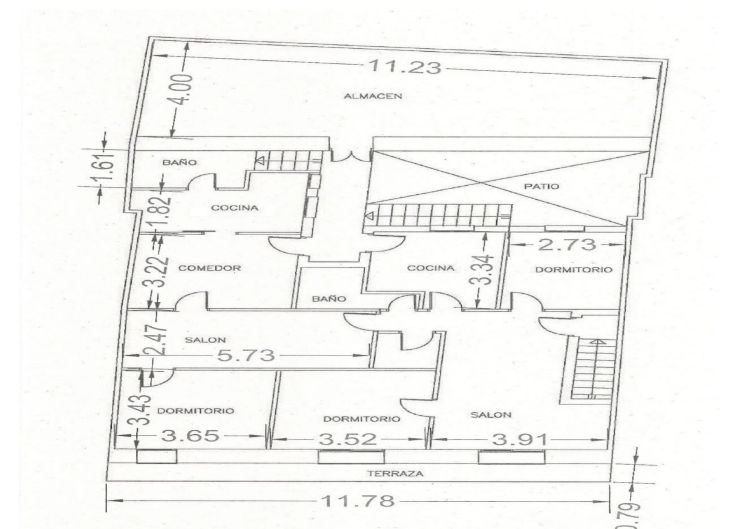 11.23
4.00
ALMACEN
1.61
BAÑO
PATIO
1.82
COCINA
3.22
COMEDOR
COCINA
3.34
2.73
DORMITORIO
BAÑO
2.47
SALON
5.73
3.43
DORMITORIO
DORMITORIO
SALON
3.65
3.52
3.91
TERRAZA
11.78
0.79